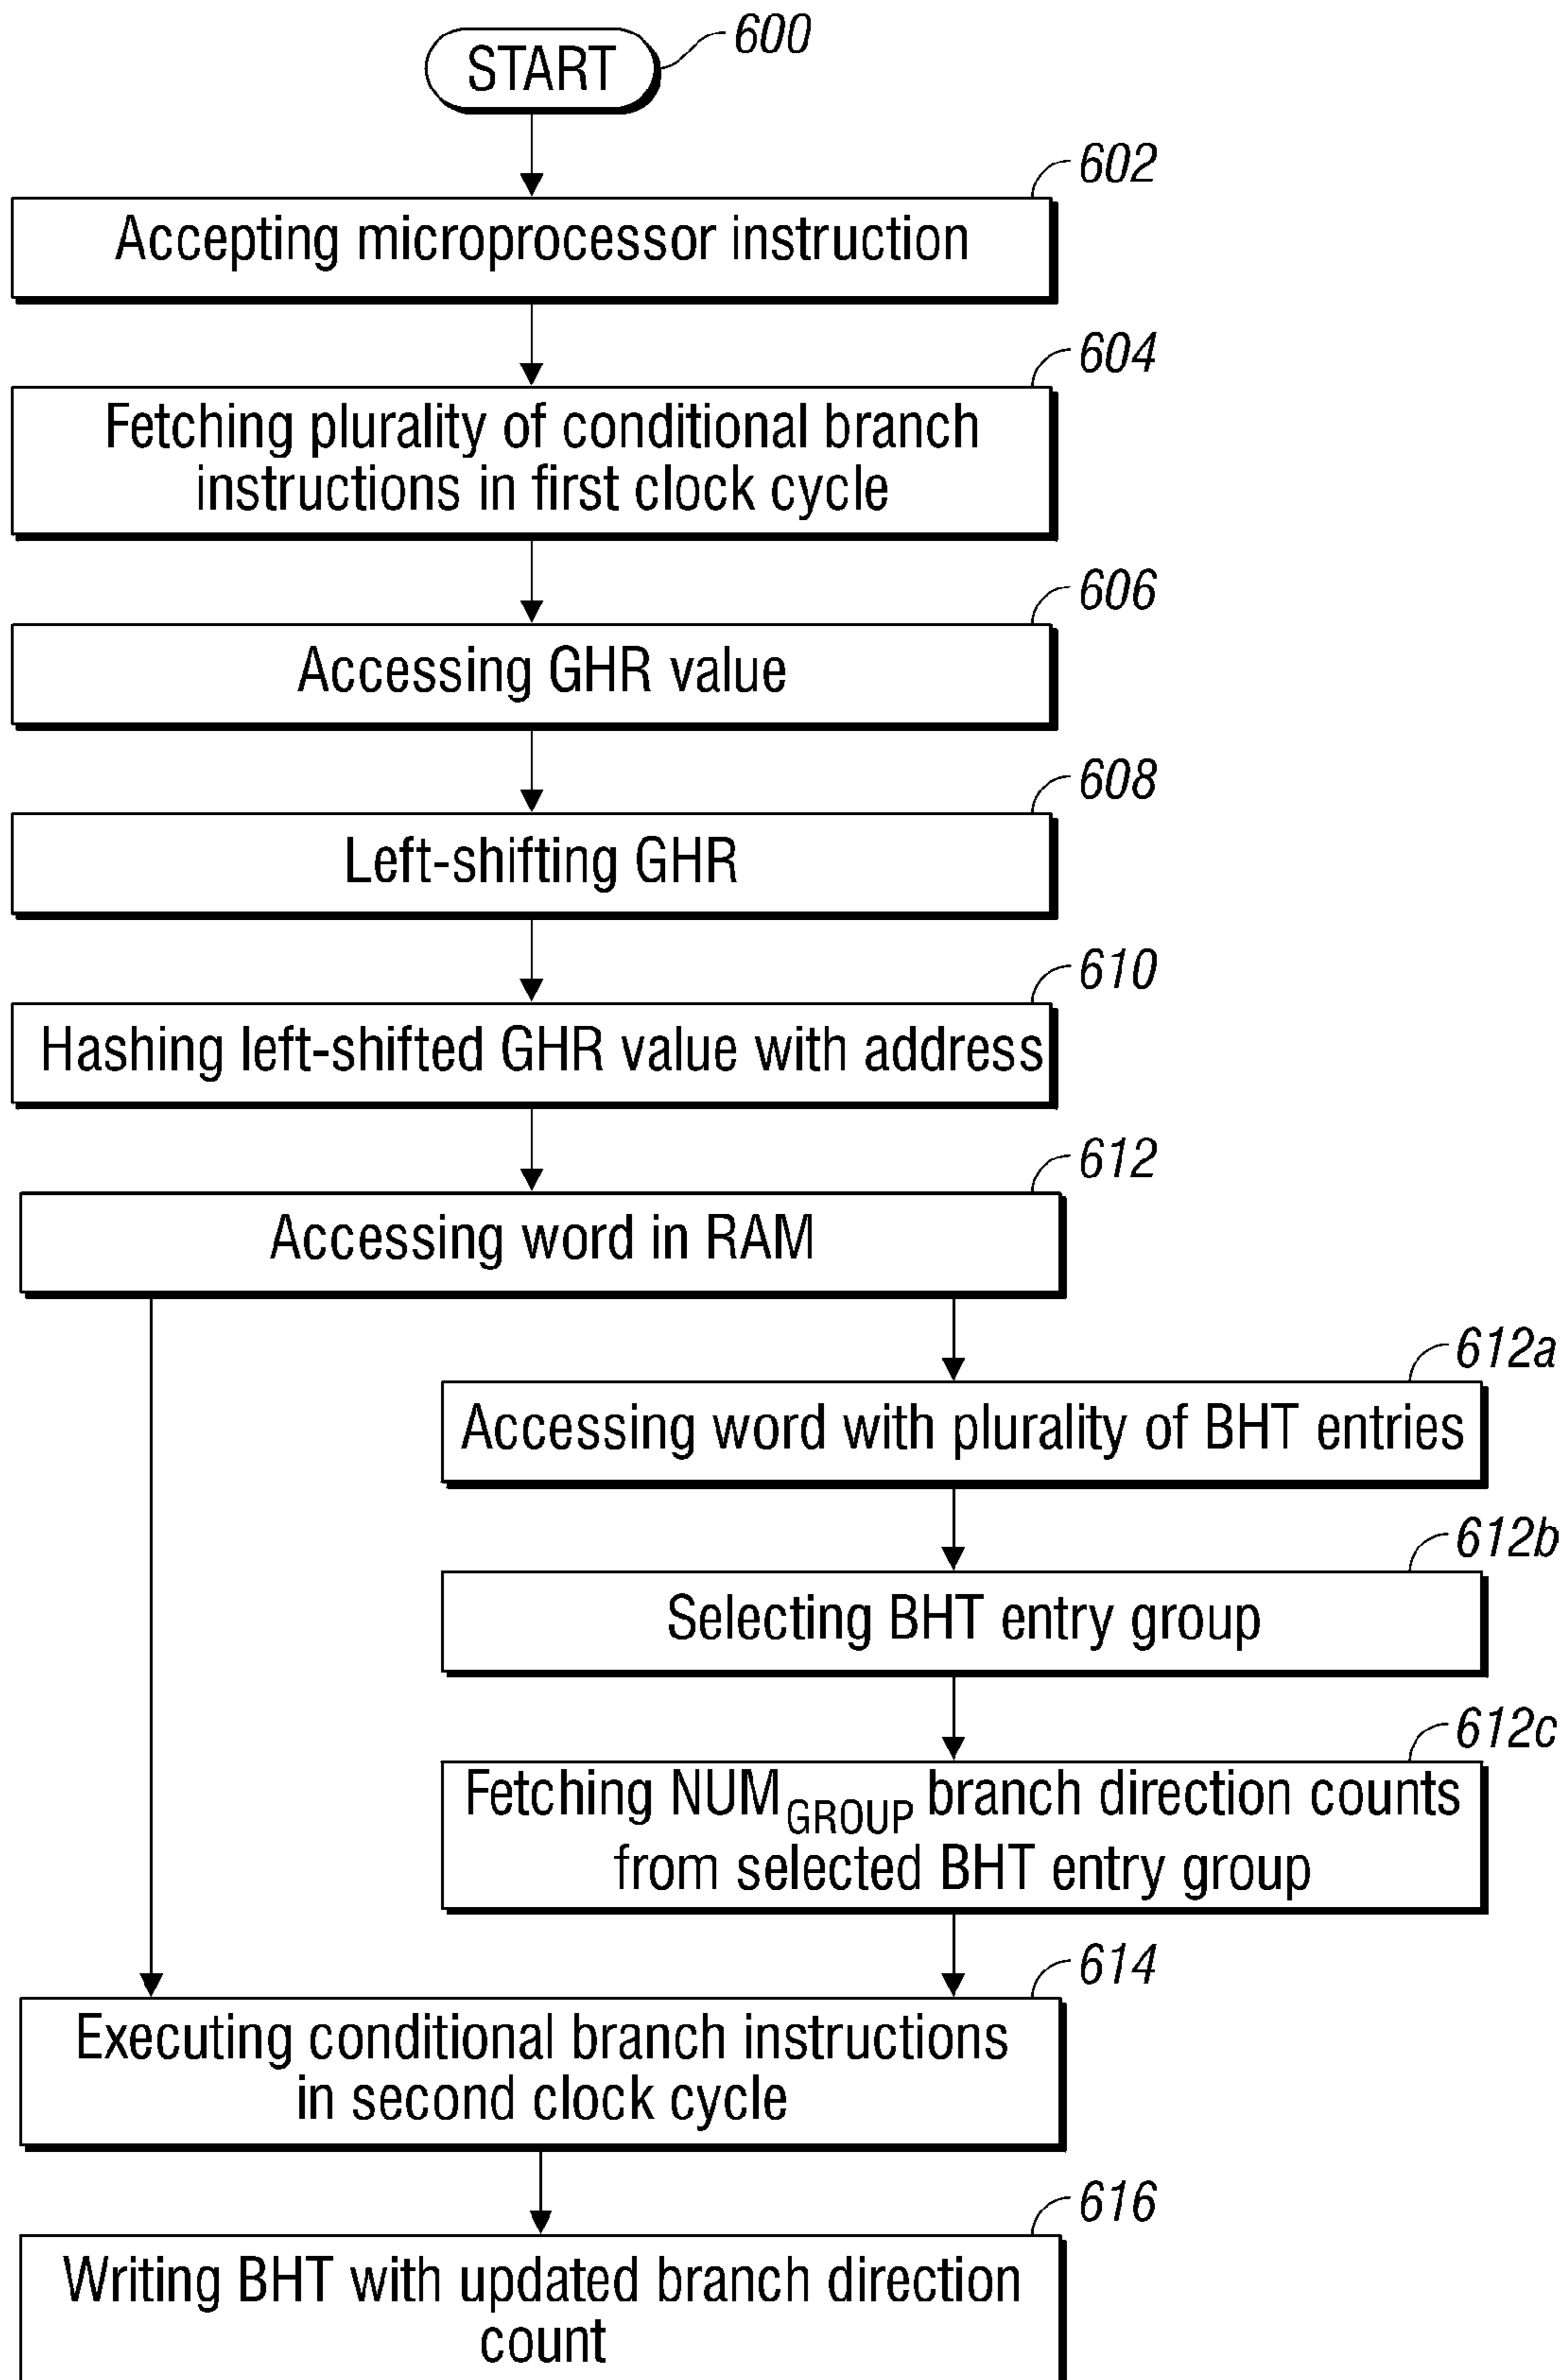 600
START
602
Accepting microprocessor instruction
604
Fetching plurality of conditional branch
instructions in first clock cycle
606
Accessing GHR value
608
Left-shifting GHR
610
Hashing left-shifted GHR value with address
612
Accessing word in RAM
612a
Accessing word with plurality of BHT entries
612b
Selecting BHT entry group
612c
Fetching NUM_GROUP branch direction counts
from selected BHT entry group
614
Executing conditional branch instructions
in second clock cycle
616
Writing BHT with updated branch direction
count